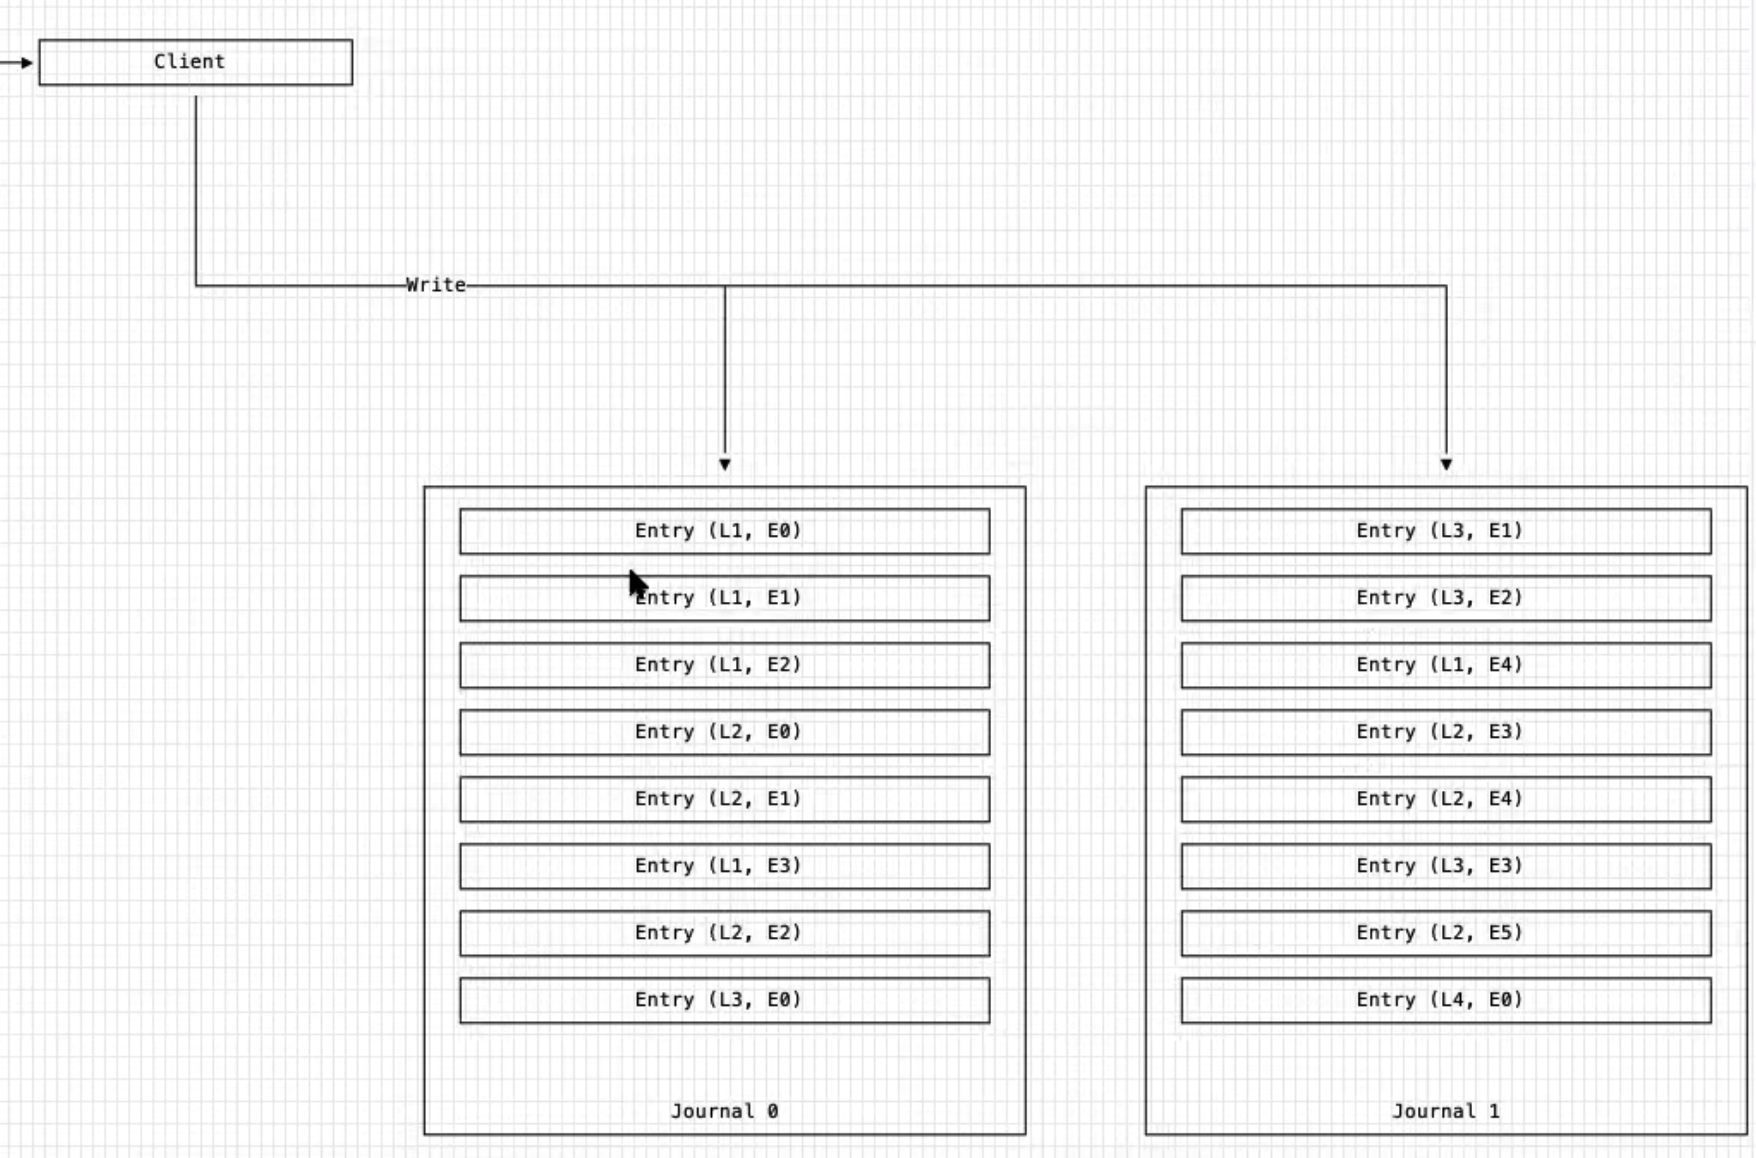 Client
Write
Entry (L1, E0)
Entry (L1, E1)
Entry (L1, E2)
Entry (L2, E0)
Entry (L2, E1)
Entry (L1, E3)
Entry (L2, E2)
Entry (L3, E0)
Journal 0
Entry (L3, E1)
Entry (L3, E2)
Entry (L1, E4)
Entry (L2, E3)
Entry (L2, E4)
Entry (L3, E3)
Entry (L2, E5)
Entry (L4, E0)
Journal 1